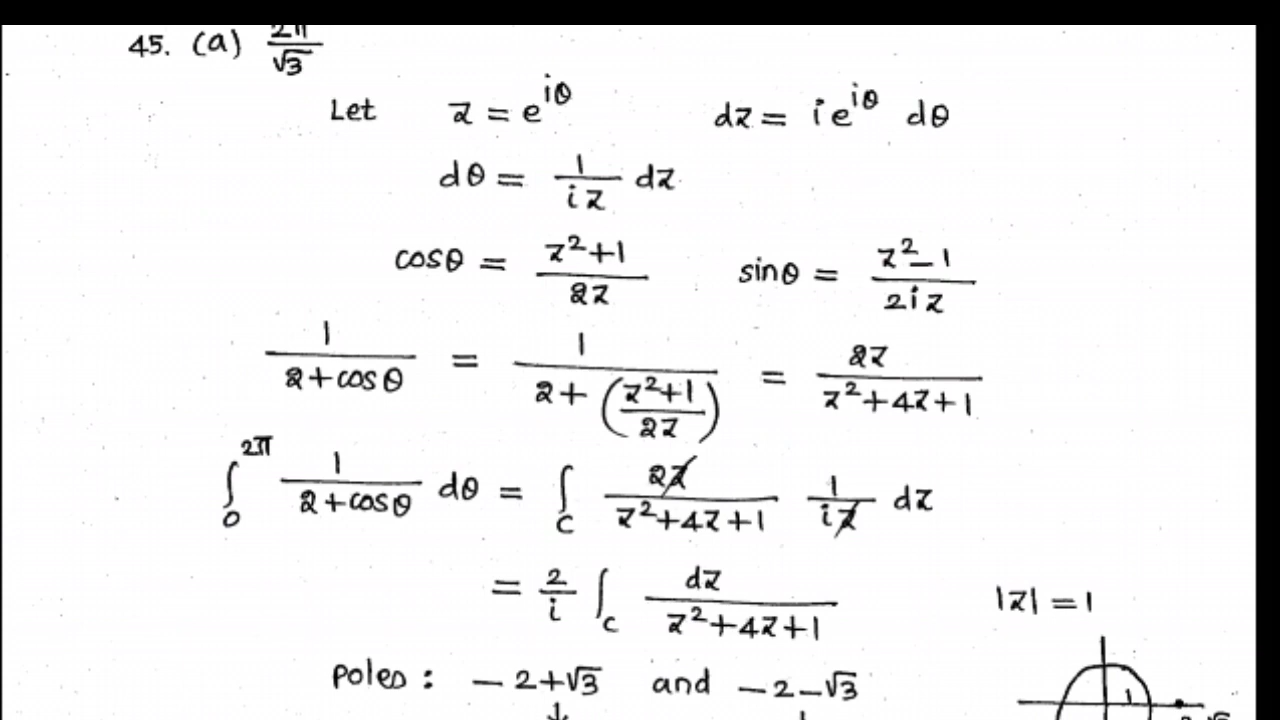 45. (a) 2π/√3
Let z = e^{iθ} dz = ie^{iθ} dθ
dθ = 1/(iz) dz
cosθ = (z²+1)/(2z) sinθ = (z²-1)/(2iz)
1/(2+cosθ) = 1/(2+((z²+1)/(2z))) = 2z/(z²+4z+1)
∫₀^{2π} 1/(2+cosθ) dθ = ∫_C 2z/(z²+4z+1) 1/(iz) dz
= 2/i ∫_C dz/(z²+4z+1) |z| = 1
poles : -2+√3 and -2-√3
1